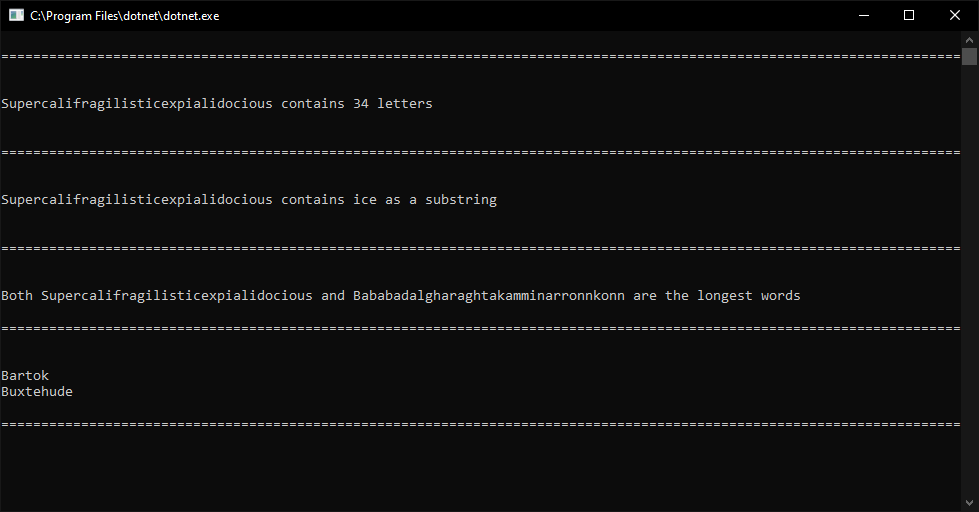 C:\Program Files\dotnet\dotnet.exe
========================================================================================================================
Supercalifragilisticexpialidocious contains 34 letters
========================================================================================================================
Supercalifragilisticexpialidocious contains ice as a substring
========================================================================================================================
Both Supercalifragilisticexpialidocious and Bababadalgharaghtakamminarronnkonn are the longest words
========================================================================================================================
Bartok
Buxtehude
========================================================================================================================